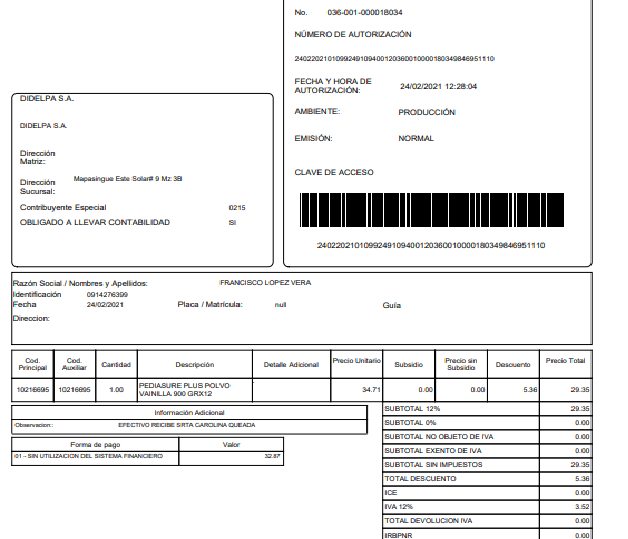 No. 036-001-000018034
NÚMERO DE AUTORIZACIÓN
2402202101099249109400120360010000180349846951110
FECHA Y HORA DE
AUTORIZACIÓN: 24/02/2021 12:28:04
AMBIENTE: PRODUCCIÓN
EMISIÓN: NORMAL
CLAVE DE ACCESO
2402202101099249109400120360010000180349846951110
DIDELPA S.A.
DIDELPA S.A.
Dirección
Matriz:
Dirección
Sucursal: Mapasingue Este Solar# 9 Mz 3B
Contribuyente Especial 0215
OBLIGADO A LLEVAR CONTABILIDAD SI
Razón Social / Nombres y Apellidos: FRANCISCO LOPEZ VERA
Identificación 0914276399
Fecha 24/02/2021 Placa / Matrícula: null Guía
Direccion:
Cod. Principal Cod. Auxiliar Cantidad Descripción Detalle Adicional Precio Unitario Subsidio Precio sin Subsidio Descuento Precio Total
10216695 10216695 1.00 PEDIASURE PLUS POLVO VAINILLA 900 GRX12 34.71 0.00 0.00 5.36 29.35
Información Adicional
Observacion: EFECTIVO RECIBE SRTA CAROLINA QUEADA
Forma de pago Valor
01 - SIN UTILIZACION DEL SISTEMA FINANCIERO 32.87
SUBTOTAL 12% 29.35
SUBTOTAL 0% 0.00
SUBTOTAL NO OBJETO DE IVA 0.00
SUBTOTAL EXENTO DE IVA 0.00
SUBTOTAL SIN IMPUESTOS 29.35
TOTAL DESCUENTO 5.36
ICE 0.00
IVA 12% 3.52
TOTAL DEVOLUCION IVA 0.00
IRBPNR 0.00